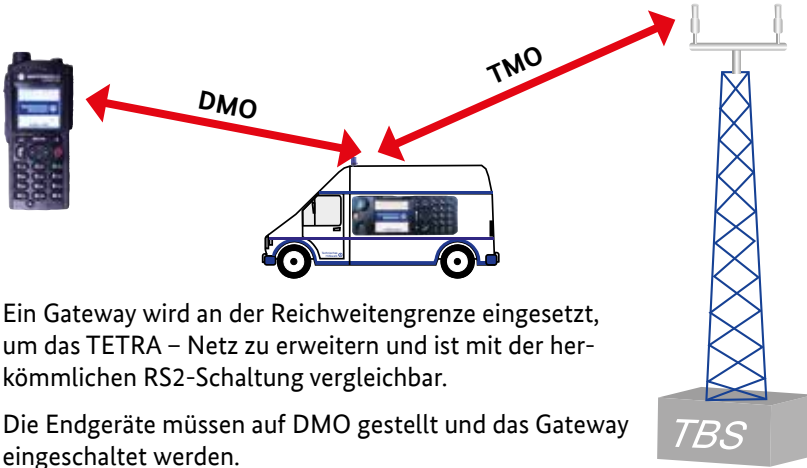 DMO
TMO
Ein Gateway wird an der Reichweitengrenze eingesetzt,
um das TETRA – Netz zu erweitern und ist mit der her-
kömmlichen RS2-Schaltung vergleichbar.
Die Endgeräte müssen auf DMO gestellt und das Gateway
eingeschaltet werden.
TBS